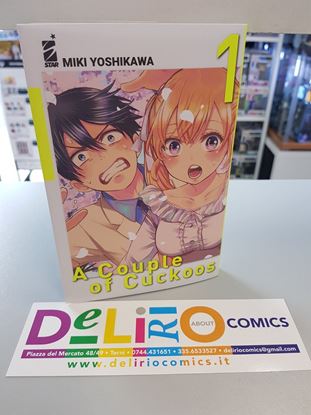 STAR
MIKI YOSHIKAWA
1
A Couple
of Cuckoos
DeLiRiO ABOUT COMICS
Piazza del Mercato 48/49 • Terni • 0744.431651 • 335.6533527 • deliriocomics@gmail.com
www.deliriocomics.it